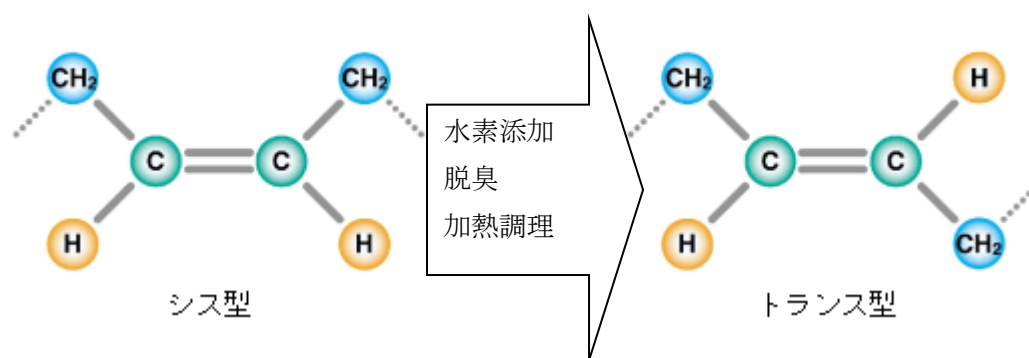 CH₂ CH₂ CH₂ H
水素添加
C C C C
脱臭
加熱調理
H H H CH₂
シス型 トランス型